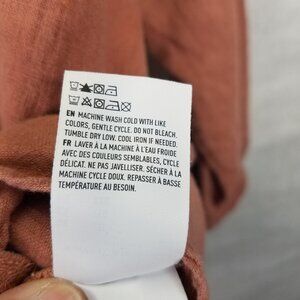 EN MACHINE WASH COLD WITH LIKE
COLORS, GENTLE CYCLE. DO NOT BLEACH.
TUMBLE DRY LOW. COOL IRON IF NEEDED.
FR LAVER À LA MACHINE À L'EAU FROIDE
AVEC DES COULEURS SEMBLABLES, CYCLE
DÉLICAT. NE PAS JAVELLISER. SÉCHER À LA
MACHINE CYCLE DOUX. REPASSER À BASSE
TEMPÉRATURE AU BESOIN.